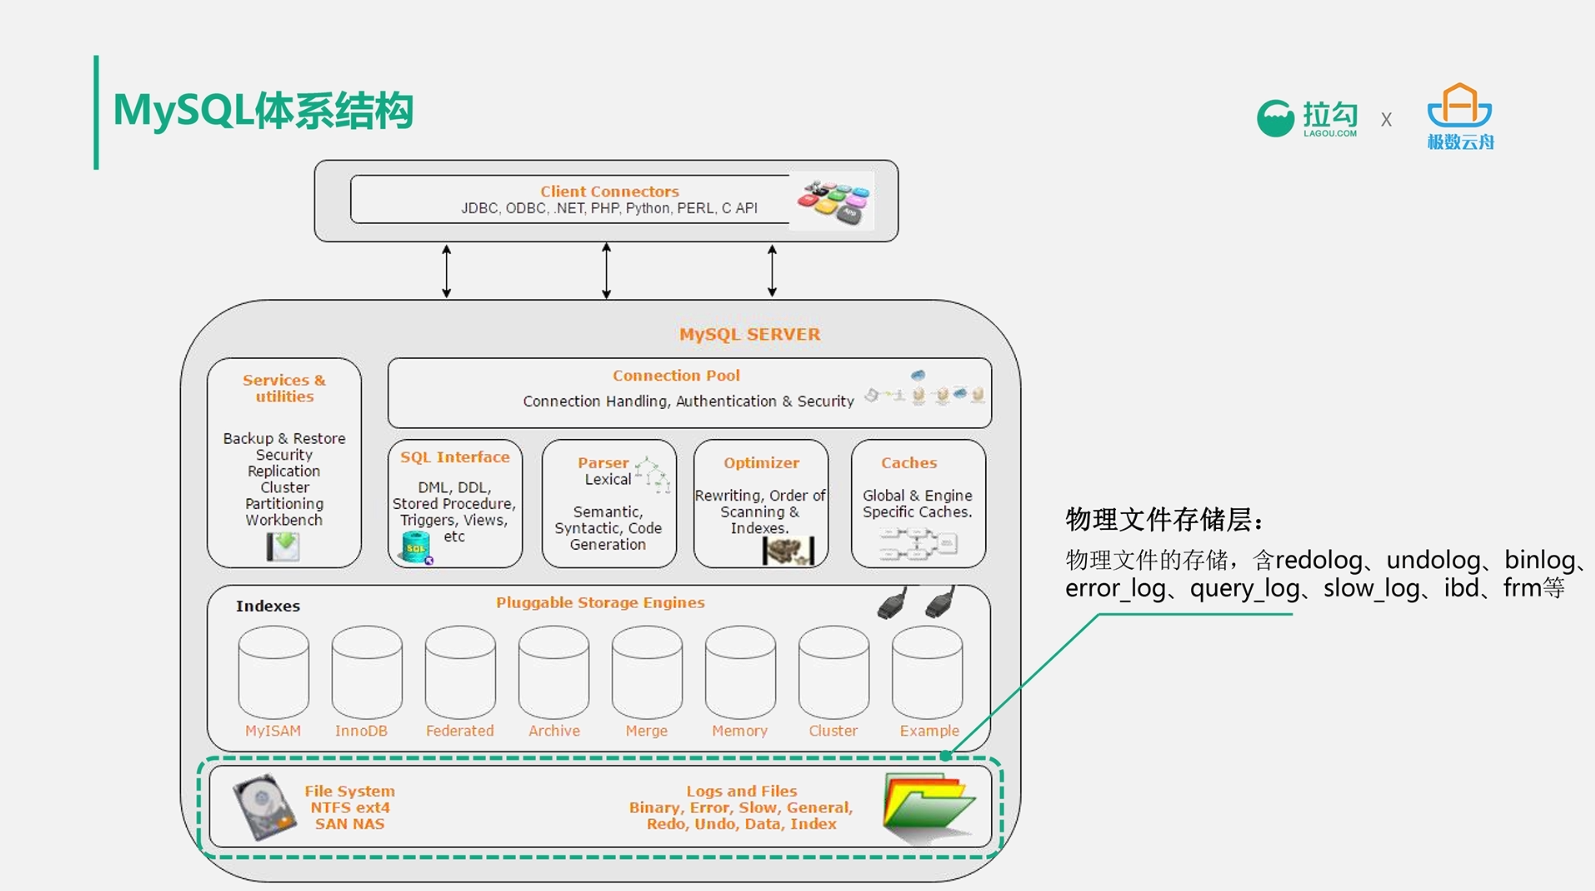 MySQL体系结构
拉勾
LAGOU.COM
X
极数云舟
Client Connectors
JDBC, ODBC, .NET, PHP, Python, PERL, C API
MySQL SERVER
Services &
utilities
Backup & Restore
Security
Replication
Cluster
Partitioning
Workbench
Connection Pool
Connection Handling, Authentication & Security
SQL Interface
DML, DDL,
Stored Procedure,
Triggers, Views,
etc
SQL
Parser
Lexical
Semantic,
Syntactic, Code
Generation
Optimizer
Rewriting, Order of
Scanning &
Indexes.
Caches
Global & Engine
Specific Caches.
物理文件存储层：
物理文件的存储，含redolog、undolog、binlog、
error_log、query_log、slow_log、ibd、frm等
Indexes
Pluggable Storage Engines
MyISAM
InnoDB
Federated
Archive
Merge
Memory
Cluster
Example
File System
NTFS ext4
SAN NAS
Logs and Files
Binary, Error, Slow, General,
Redo, Undo, Data, Index